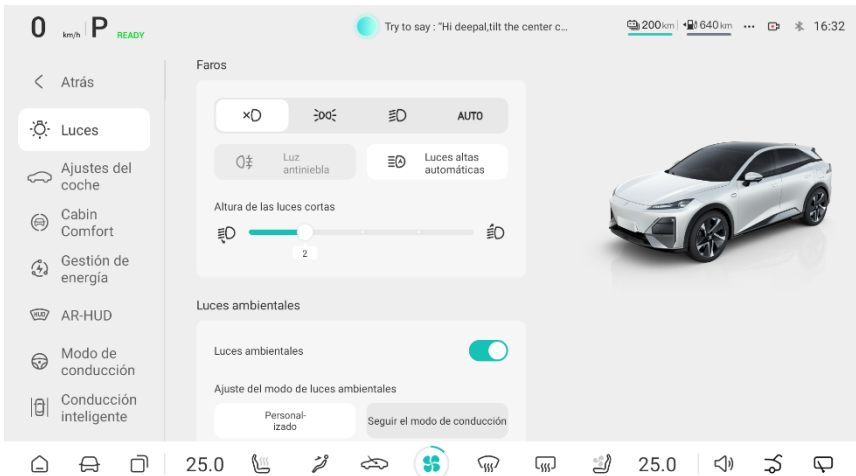 0 km/h P READY
Try to say : "Hi deepal,tilt the center c...
200km 640km ... 16:32
Atrás
Luces
Ajustes del
coche
Cabin
Comfort
Gestión de
energía
HUD AR-HUD
Modo de
conducción
Conducción
inteligente
Faros
AUTO
Luz
antiniebla
Luces altas
automáticas
Altura de las luces cortas
2
Luces ambientales
Luces ambientales
Ajuste del modo de luces ambientales
Personal-
izado
Seguir el modo de conducción
25.0
25.0